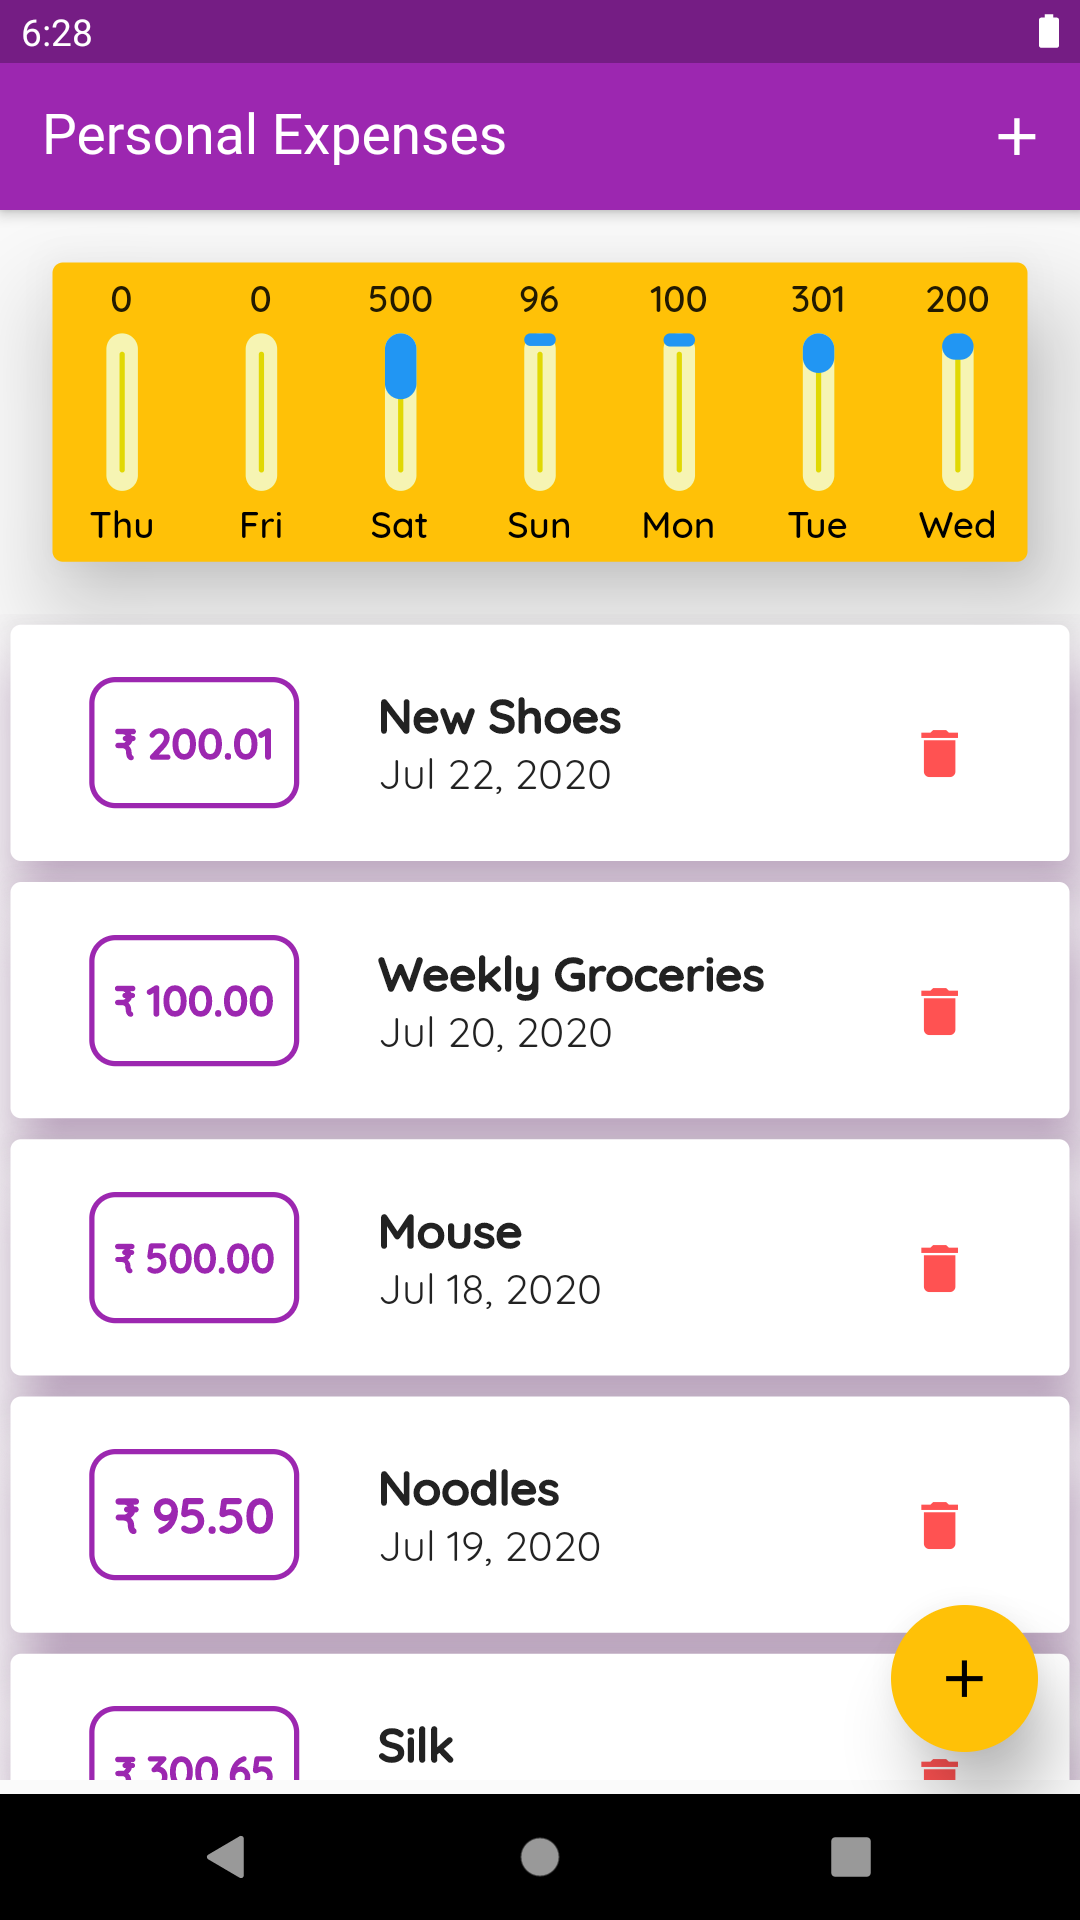 6:28
Personal Expenses
0 0 500 96 100 301 200
Thu Fri Sat Sun Mon Tue Wed
₹ 200.01
New Shoes
Jul 22, 2020
₹ 100.00
Weekly Groceries
Jul 20, 2020
₹ 500.00
Mouse
Jul 18, 2020
₹ 95.50
Noodles
Jul 19, 2020
₹ 300.65
Silk